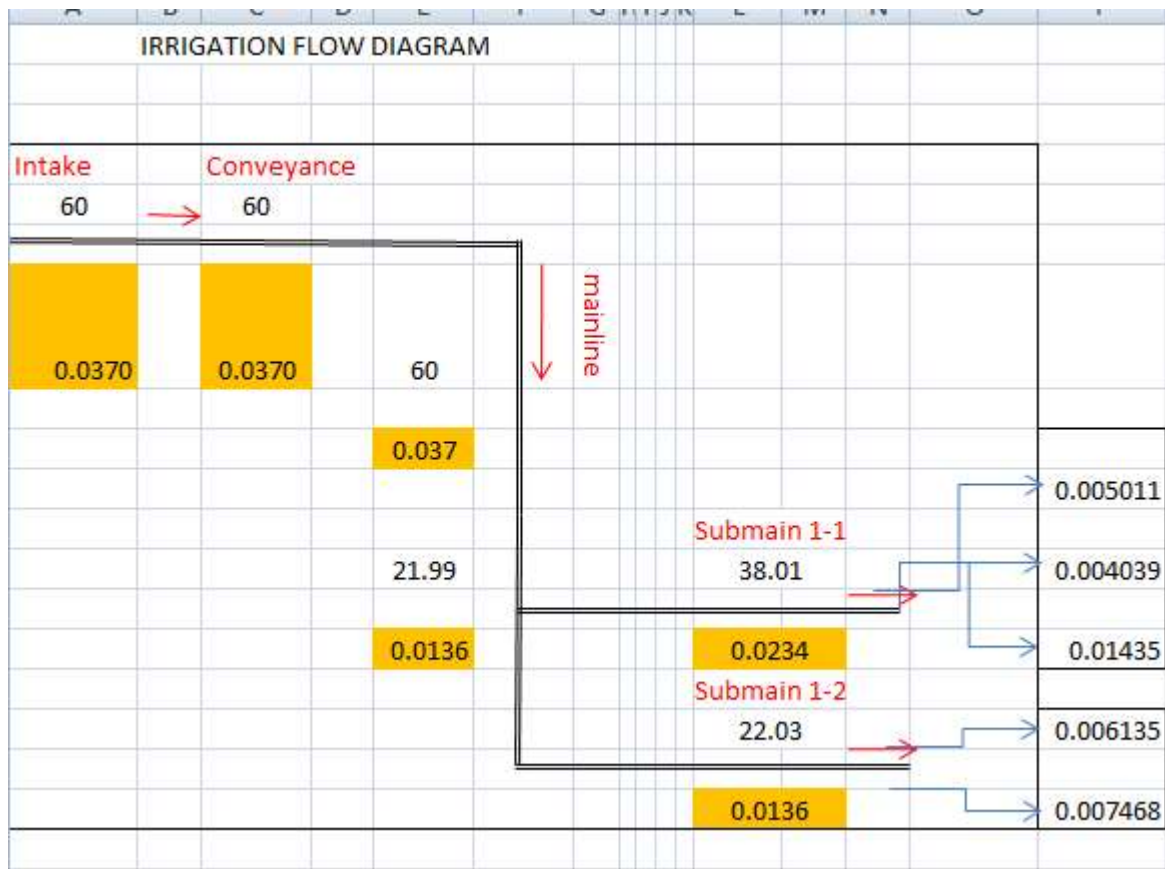 IRRIGATION FLOW DIAGRAM
Intake Conveyance
60 60
mainline
0.0370 0.0370 60
0.037
0.005011
Submain 1-1
21.99 38.01 0.004039
0.0136 0.0234 0.01435
Submain 1-2
22.03 0.006135
0.0136 0.007468